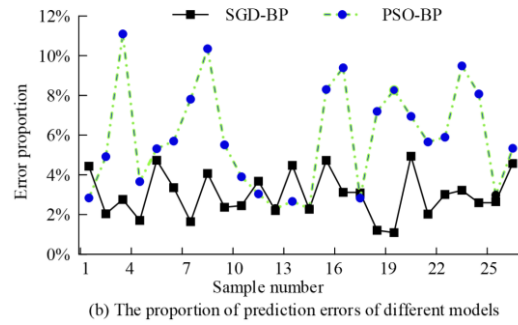 SGD-BP PSO-BP
12%
10%
8%
6%
4%
2%
0%
Error proportion
1 4 7 10 13 16 19 22 25
Sample number
(b) The proportion of prediction errors of different models